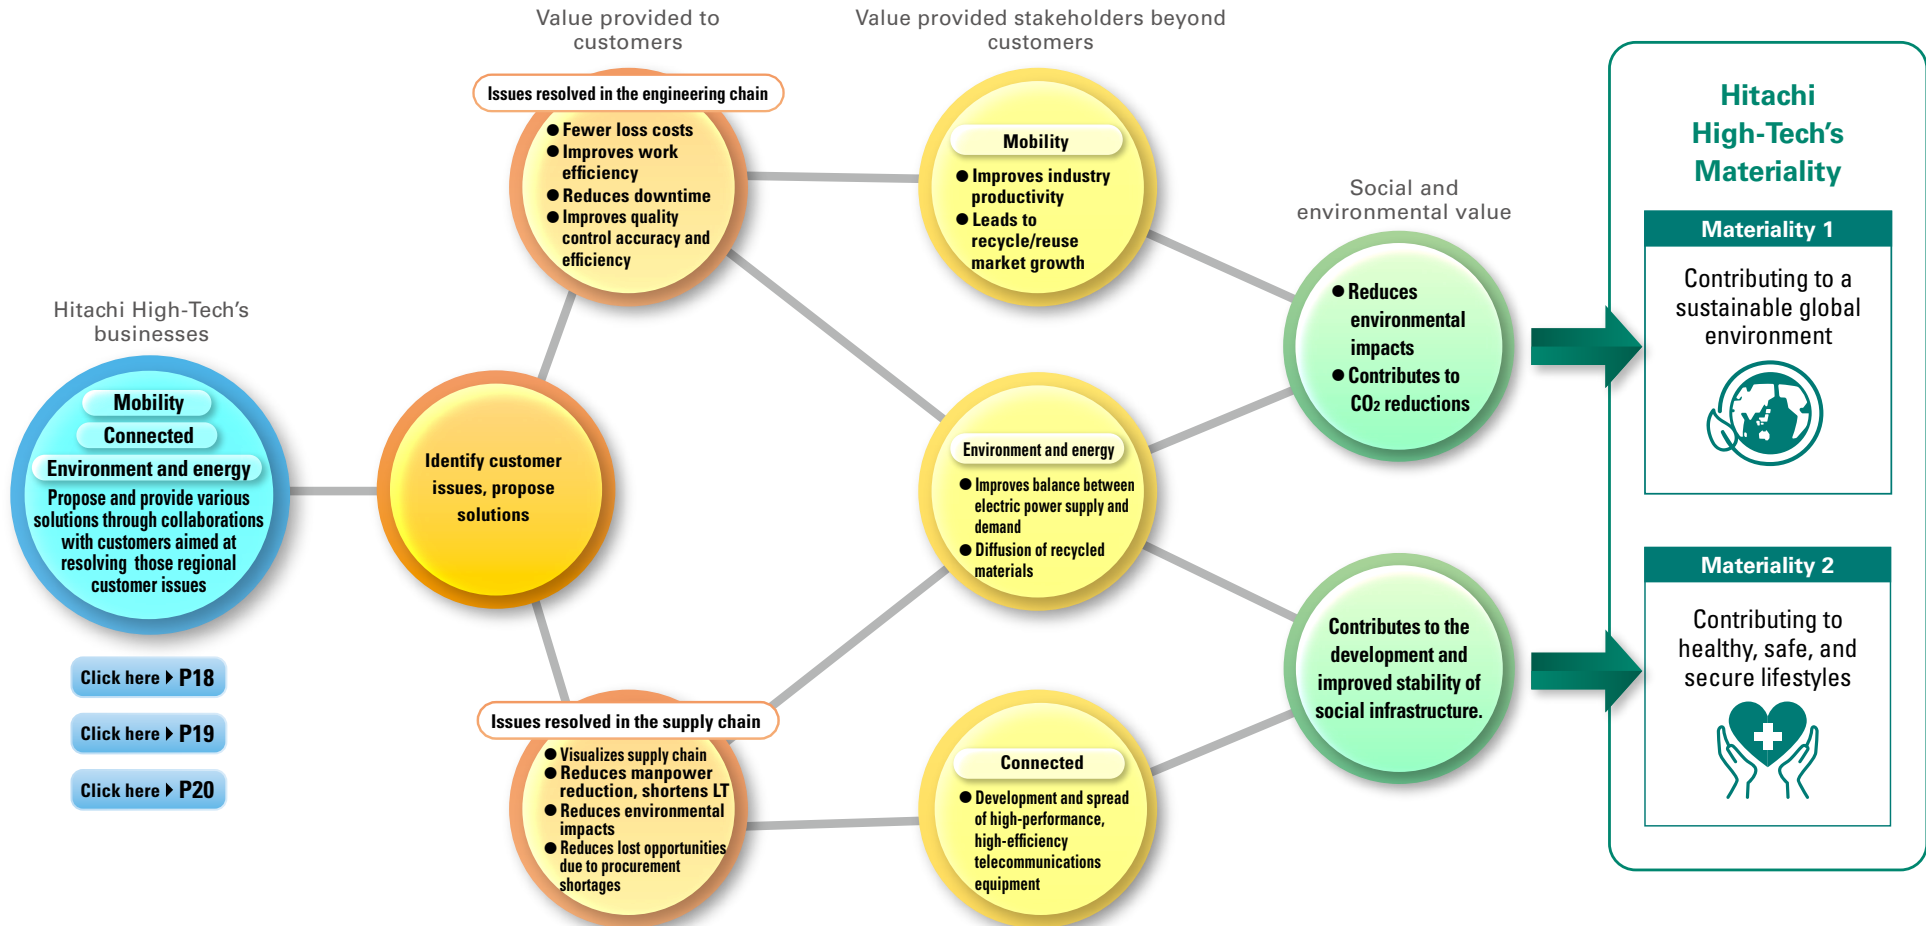 Value provided to
customers
Value provided stakeholders beyond
customers
Social and
environmental value
Hitachi High-Tech's
businesses
Mobility
Connected
Environment and energy
Propose and provide various
solutions through collaborations
with customers aimed at
resolving those regional
customer issues
Click here P18
Click here P19
Click here P20
Identify customer
issues, propose
solutions
Issues resolved in the engineering chain
● Fewer loss costs
● Improves work
efficiency
● Reduces downtime
● Improves quality
control accuracy and
efficiency
Issues resolved in the supply chain
● Visualizes supply chain
● Reduces manpower
reduction, shortens LT
● Reduces environmental
impacts
● Reduces lost opportunities
due to procurement
shortages
Mobility
● Improves industry
productivity
● Leads to
recycle/reuse
market growth
Environment and energy
● Improves balance between
electric power supply and
demand
● Diffusion of recycled
materials
Connected
● Development and spread
of high-performance,
high-efficiency
telecommunications
equipment
● Reduces
environmental
impacts
● Contributes to
CO2 reductions
Contributes to the
development and
improved stability of
social infrastructure.
Hitachi
High-Tech's
Materiality
Materiality 1
Contributing to a
sustainable global
environment
Materiality 2
Contributing to
healthy, safe, and
secure lifestyles